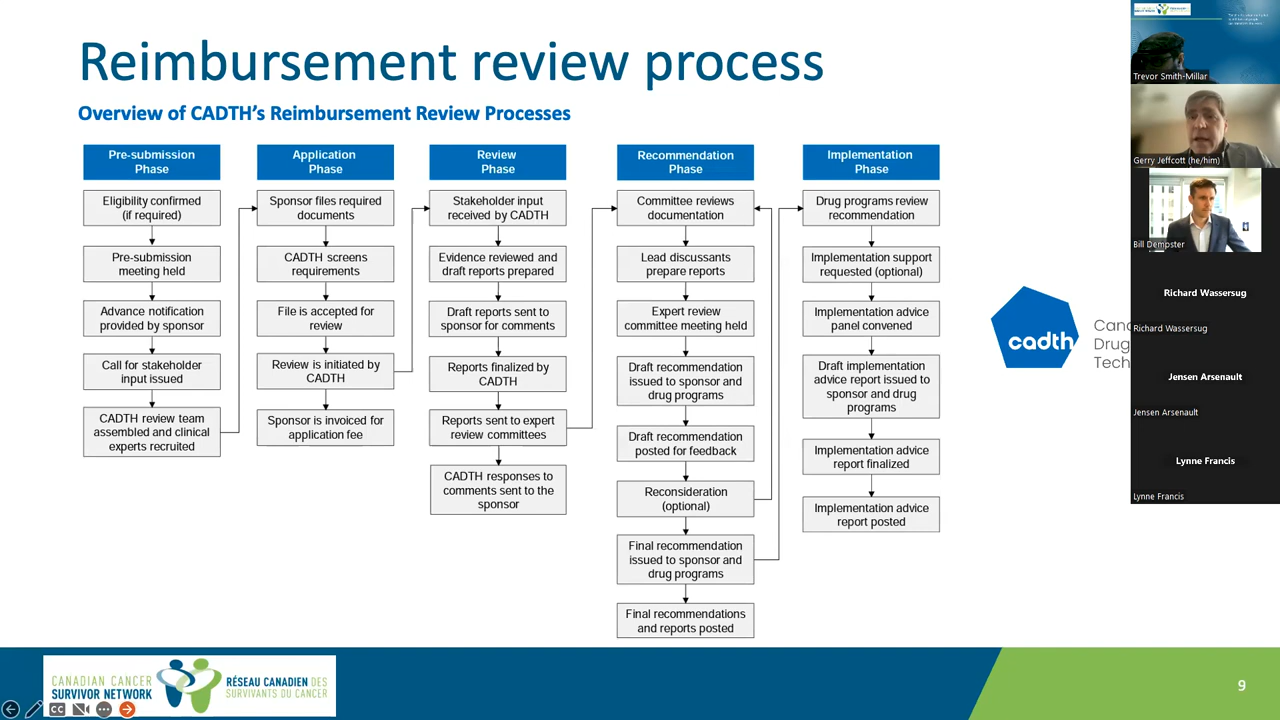 Reimbursement review process
Overview of CADTH's Reimbursement Review Processes
Pre-submission
Phase
Eligibility confirmed
(if required)
Pre-submission
meeting held
Advance notification
provided by sponsor
Call for stakeholder
input issued
CADTH review team
assembled and clinical
experts recruited
Application
Phase
Sponsor files required
documents
CADTH screens
requirements
File is accepted for
review
Review is initiated by
CADTH
Sponsor is invoiced for
application fee
Review
Phase
Stakeholder input
received by CADTH
Evidence reviewed and
draft reports prepared
Draft reports sent to
sponsor for comments
Reports finalized by
CADTH
Reports sent to expert
review committees
CADTH responses to
comments sent to the
sponsor
Recommendation
Phase
Committee reviews
documentation
Lead discussants
prepare reports
Expert review
committee meeting held
Draft recommendation
issued to sponsor and
drug programs
Draft recommendation
posted for feedback
Reconsideration
(optional)
Final recommendation
issued to sponsor and
drug programs
Final recommendations
and reports posted
Implementation
Phase
Drug programs review
recommendation
Implementation support
requested (optional)
Implementation advice
panel convened
Draft implementation
advice report issued to
sponsor and drug
programs
Implementation advice
report finalized
Implementation advice
report posted
cadth
Cana
Drug
Tech
Trevor Smith-Millar
Gerry Jeffcott (he/him)
Bill Dempster
Richard Wassersug
Richard Wassersug
Jensen Arsenault
Jensen Arsenault
Lynne Francis
Lynne Francis
CANADIAN CANCER
SURVIVOR NETWORK
RÉSEAU CANADIEN DES
SURVIVANTS DU CANCER
CC
9